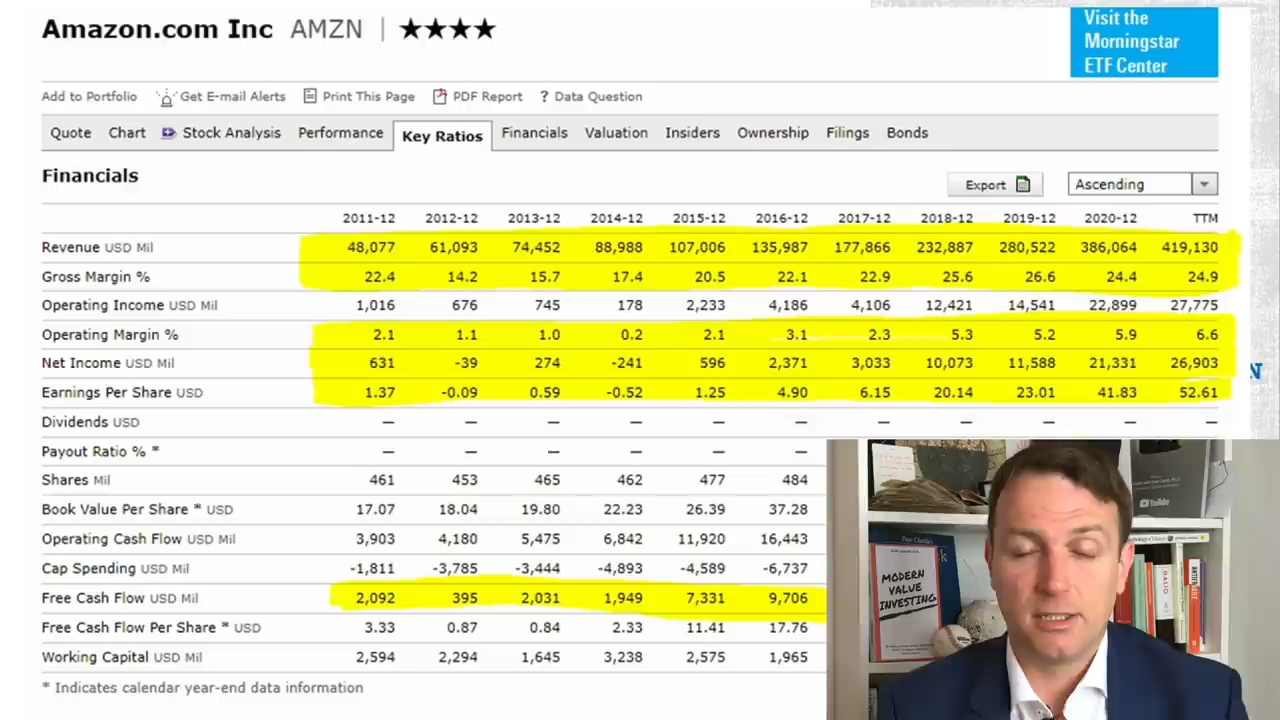 Amazon.com Inc AMZN | ★★★★
Visit the
Morningstar
ETF Center
Add to Portfolio Get E-mail Alerts Print This Page PDF Report ? Data Question
Quote Chart Stock Analysis Performance Key Ratios Financials Valuation Insiders Ownership Filings Bonds
Financials
Export Ascending
2011-12 2012-12 2013-12 2014-12 2015-12 2016-12 2017-12 2018-12 2019-12 2020-12 TTM
Revenue USD Mil 48,077 61,093 74,452 88,988 107,006 135,987 177,866 232,887 280,522 386,064 419,130
Gross Margin % 22.4 14.2 15.7 17.4 20.5 22.1 22.9 25.6 26.6 24.4 24.9
Operating Income USD Mil 1,016 676 745 178 2,233 4,186 4,106 12,421 14,541 22,899 27,775
Operating Margin % 2.1 1.1 1.0 0.2 2.1 3.1 2.3 5.3 5.2 5.9 6.6
Net Income USD Mil 631 -39 274 -241 596 2,371 3,033 10,073 11,588 21,331 26,903
Earnings Per Share USD 1.37 -0.09 0.59 -0.52 1.25 4.90 6.15 20.14 23.01 41.83 52.61
Dividends USD — — — — — — — — — — —
Payout Ratio % * — — — — — —
Shares Mil 461 453 465 462 477 484
Book Value Per Share * USD 17.07 18.04 19.80 22.23 26.39 37.28
Operating Cash Flow USD Mil 3,903 4,180 5,475 6,842 11,920 16,443
Cap Spending USD Mil -1,811 -3,785 -3,444 -4,893 -4,589 -6,737
Free Cash Flow USD Mil 2,092 395 2,031 1,949 7,331 9,706
Free Cash Flow Per Share * USD 3.33 0.87 0.84 2.33 11.41 17.76
Working Capital USD Mil 2,594 2,294 1,645 3,238 2,575 1,965
* Indicates calendar year-end data information
N
YouTube
MODERN
VALUE
INVESTING